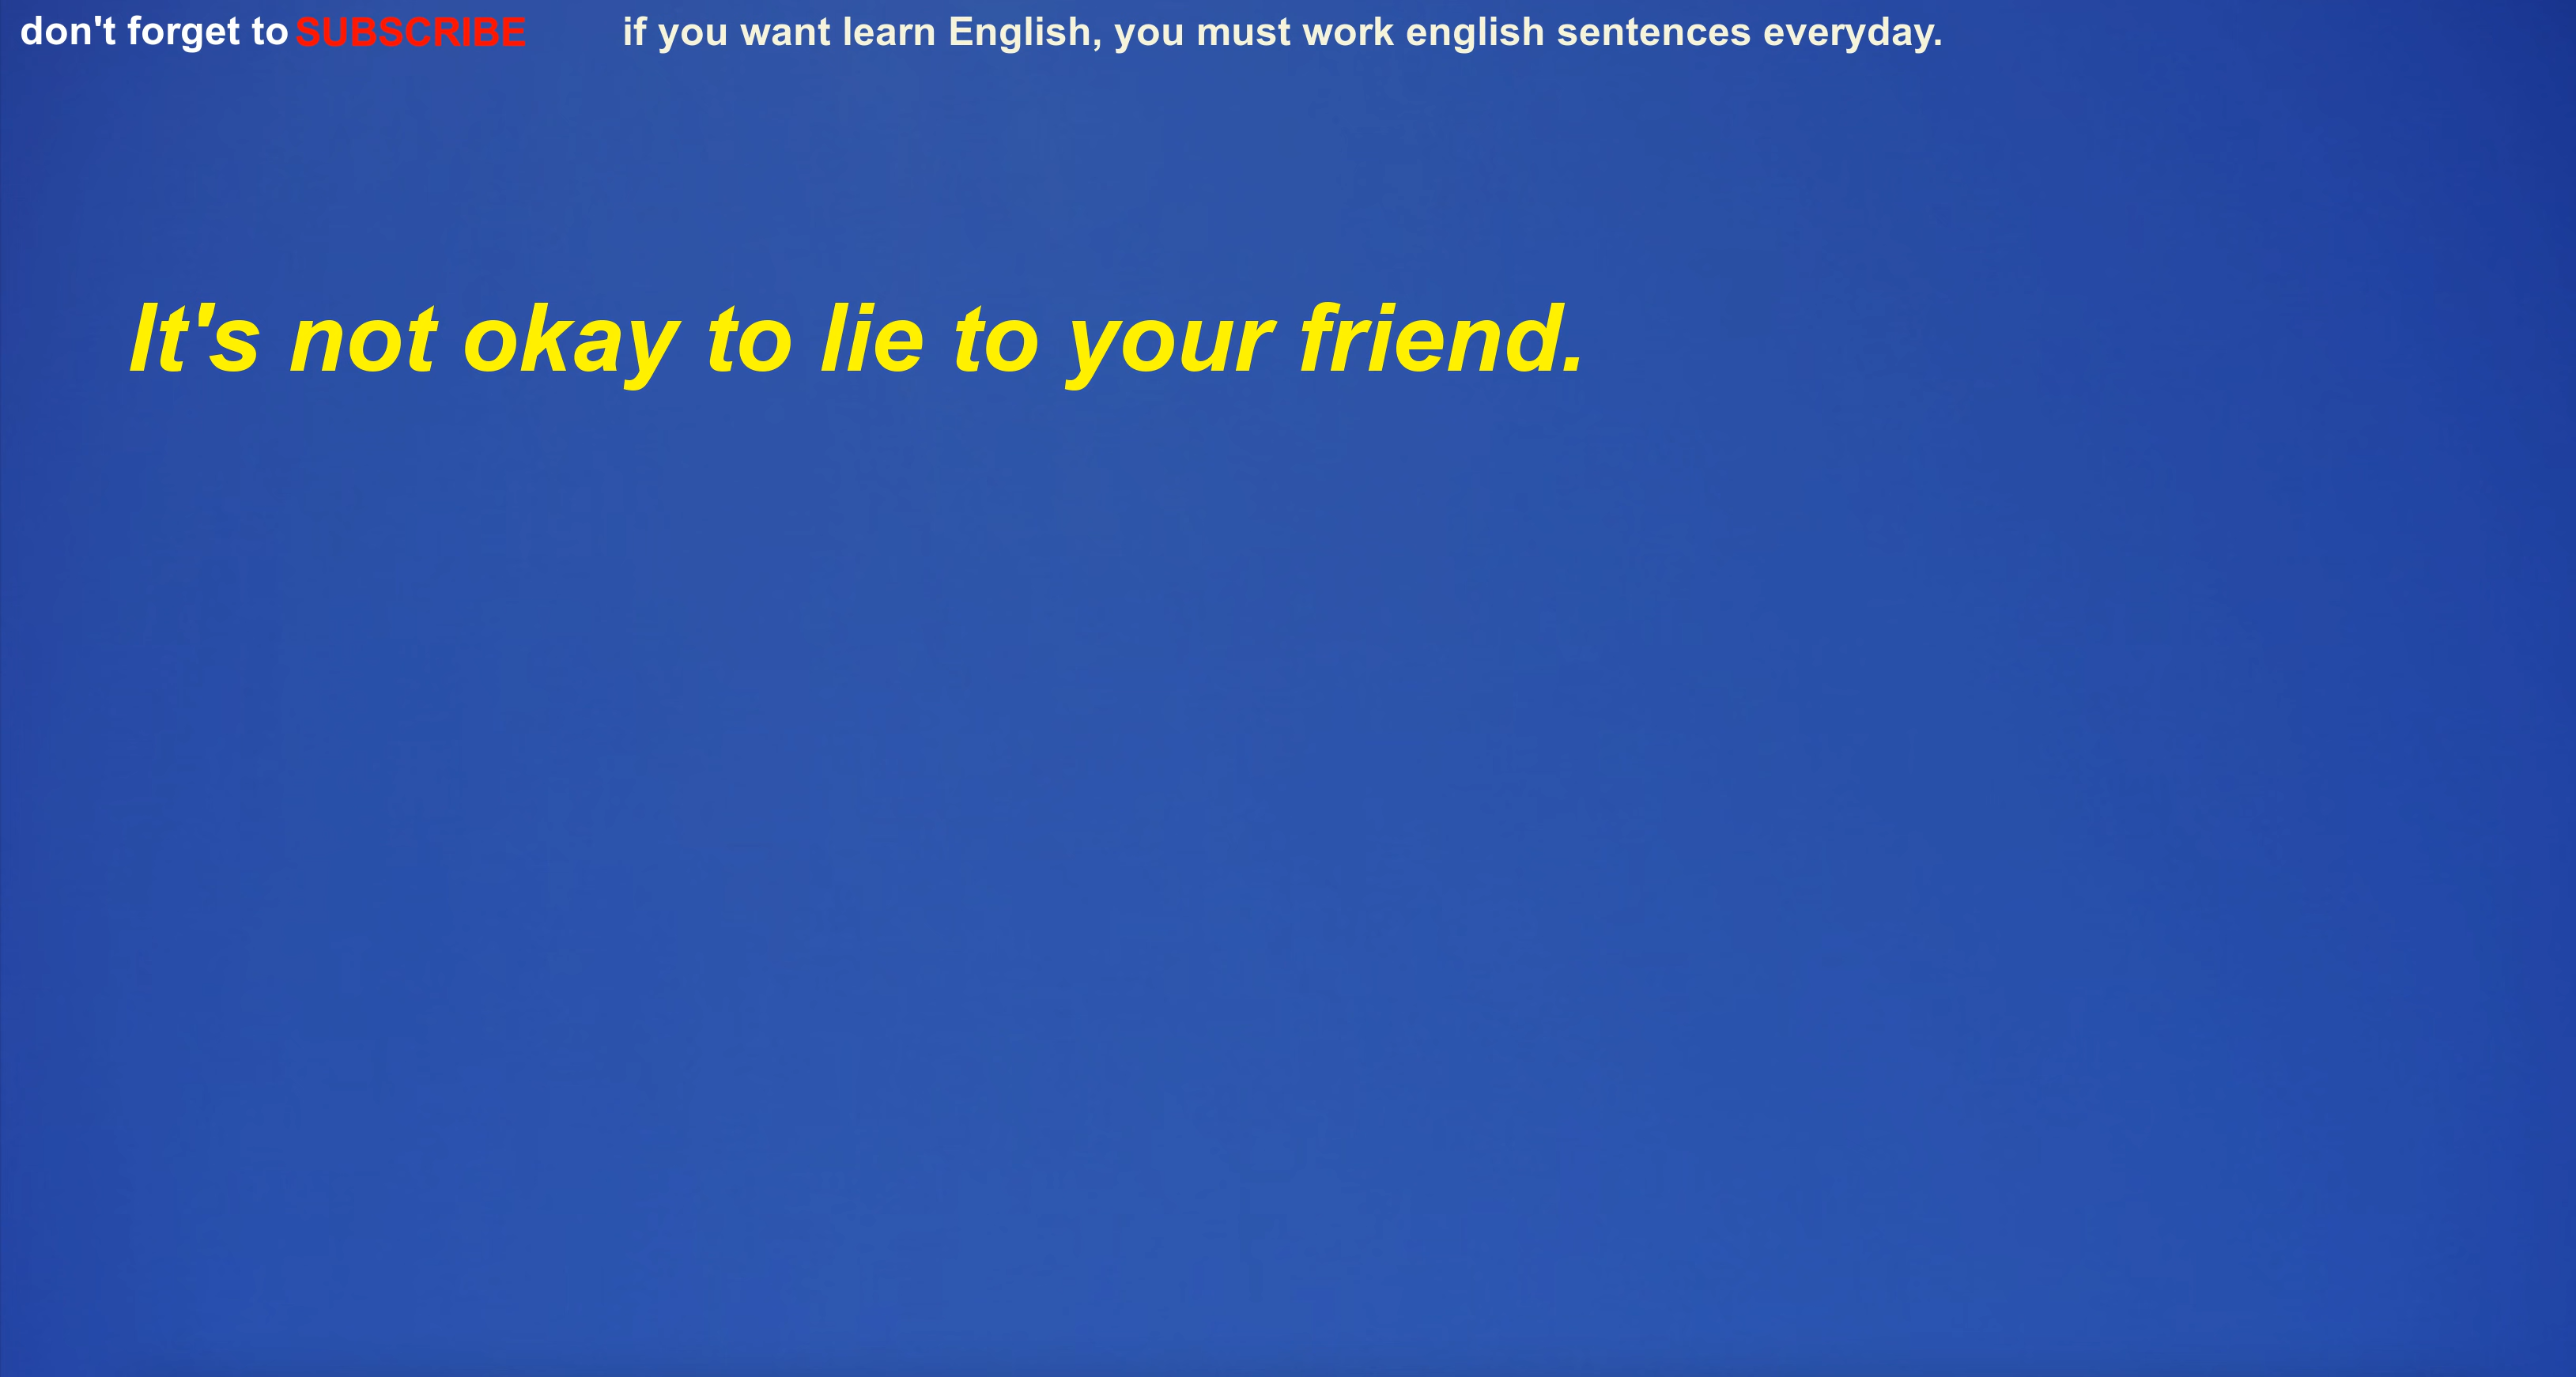 don't forget to SUBSCRIBE if you want learn English, you must work english sentences everyday.
It's not okay to lie to your friend.